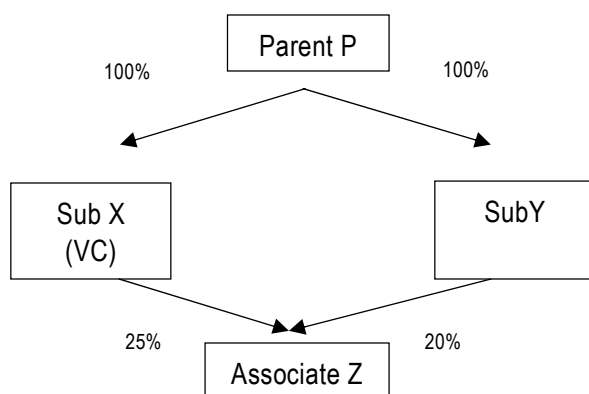 Parent P
100%
100%
Sub X
(VC)
SubY
25%
20%
Associate Z